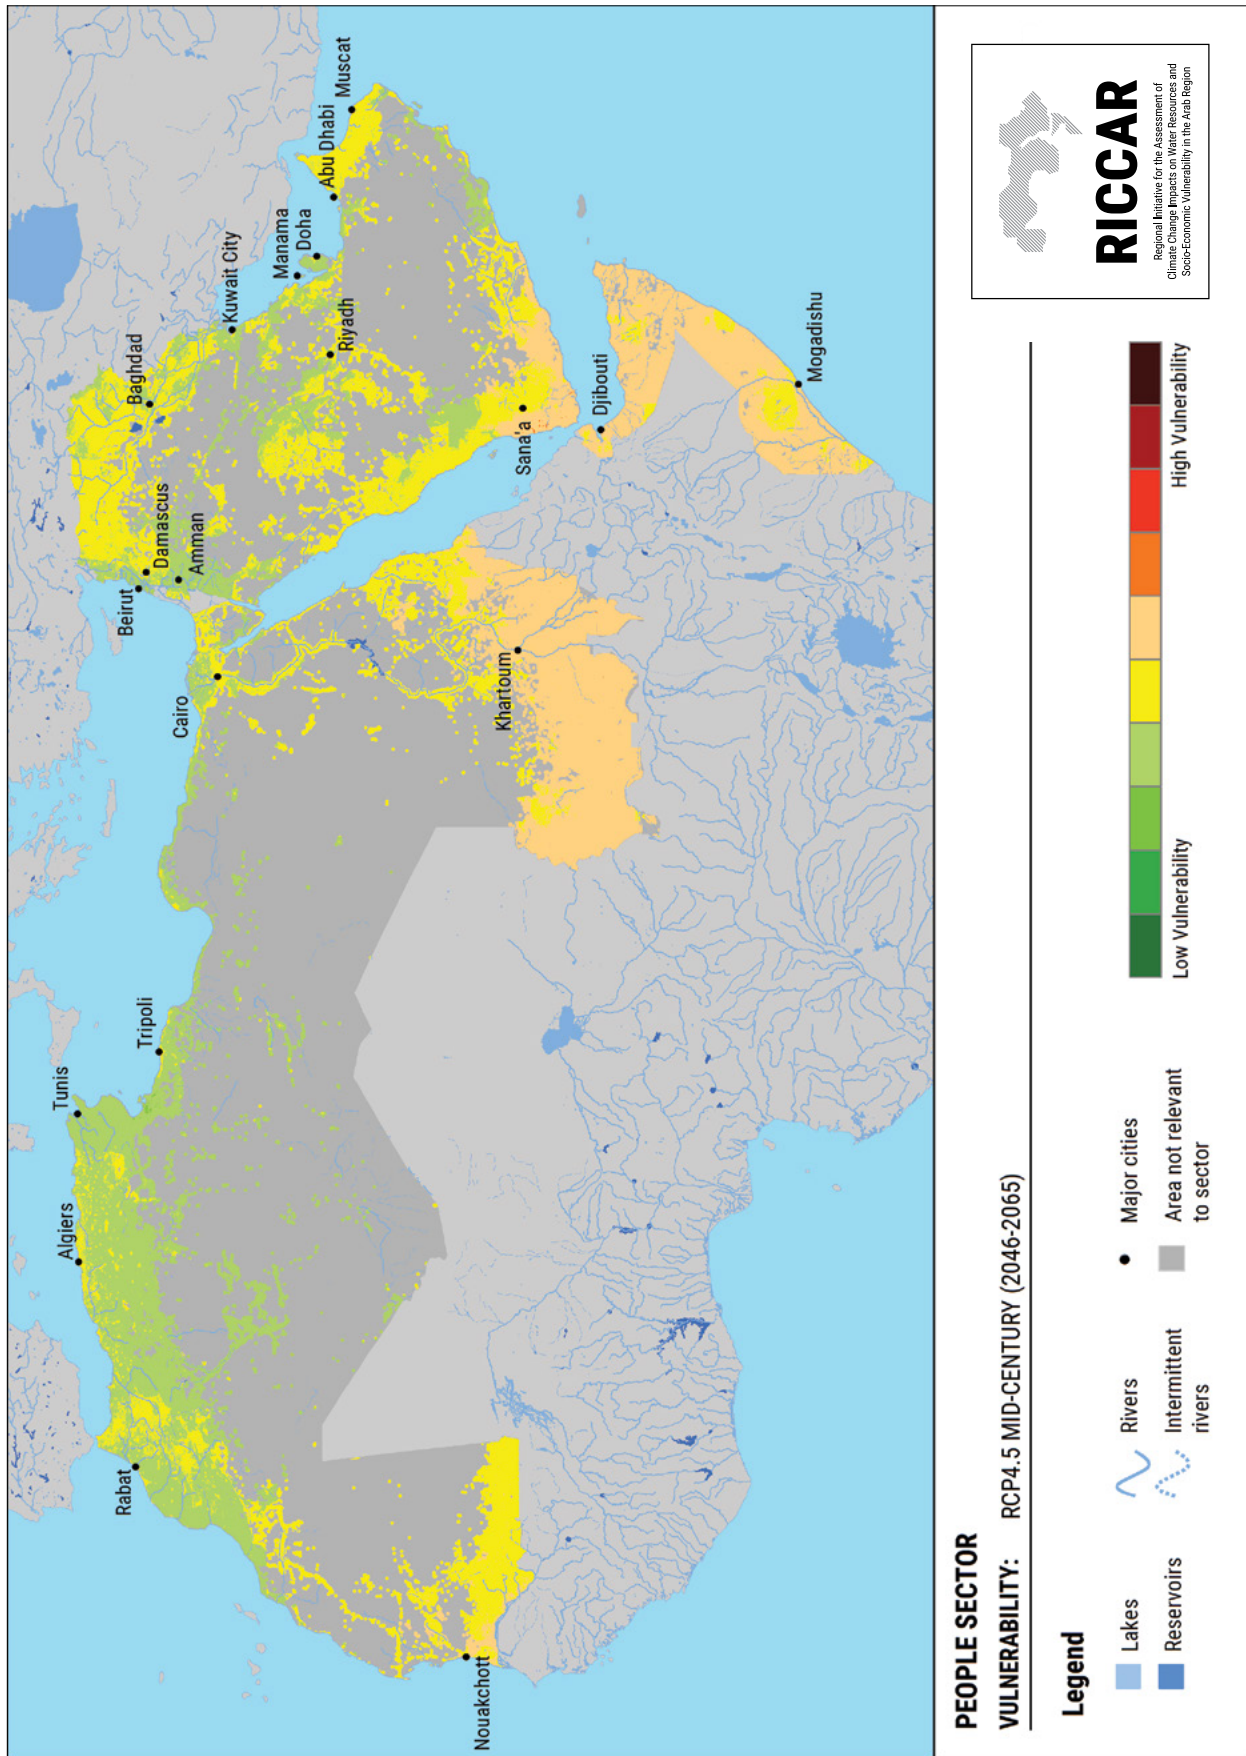 Muscat
Abu Dhabi
Manama
Doha
Kuwait City
Riyadh
Baghdad
Damascus
Amman
Beirut
Sana'a
Djibouti
Mogadishu
Cairo
Khartoum
Tripoli
Tunis
Algiers
Rabat
Nouakchott
PEOPLE SECTOR
VULNERABILITY: RCP4.5 MID-CENTURY (2046-2065)
Legend
Lakes
Reservoirs
Rivers
Intermittent
rivers
Major cities
Area not relevant
to sector
Low Vulnerability
High Vulnerability
RICCAR
Regional Initiative for the Assessment of
Climate Change Impacts on Water Resources and
Socio-Economic Vulnerability in the Arab Region